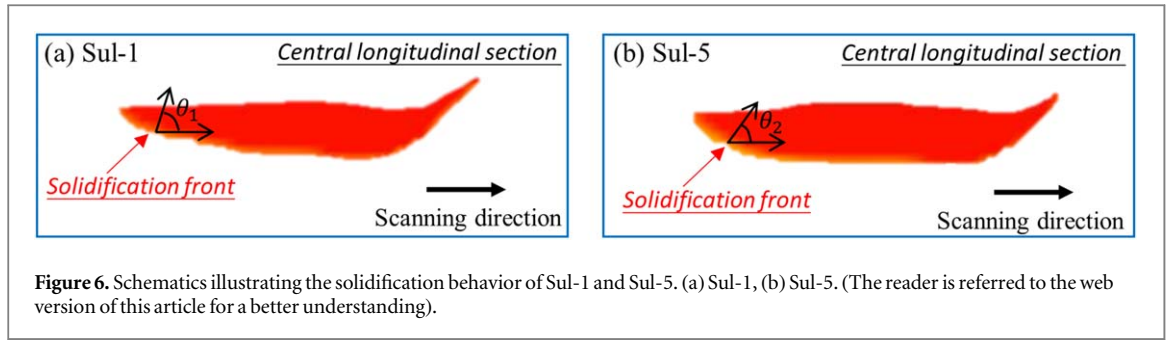 (a) Sul-1
Central longitudinal section
θ1
Solidification front
Scanning direction
(b) Sul-5
Central longitudinal section
θ2
Solidification front
Scanning direction
Figure 6. Schematics illustrating the solidification behavior of Sul-1 and Sul-5. (a) Sul-1, (b) Sul-5. (The reader is referred to the web
version of this article for a better understanding).